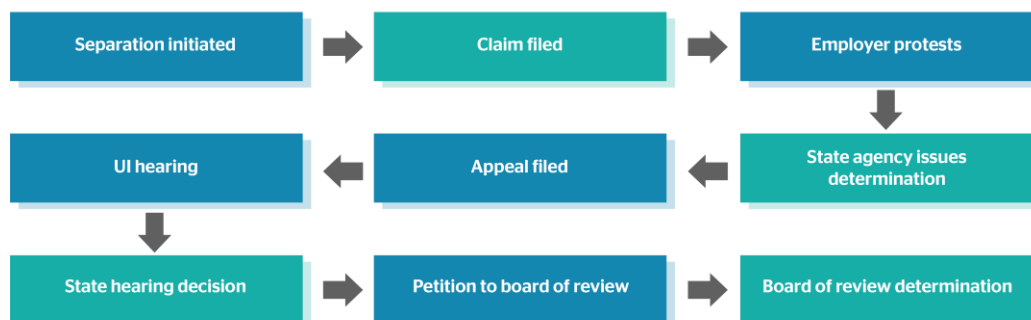 Separation initiated
Claim filed
Employer protests
State agency issues
determination
Appeal filed
UI hearing
State hearing decision
Petition to board of review
Board of review determination